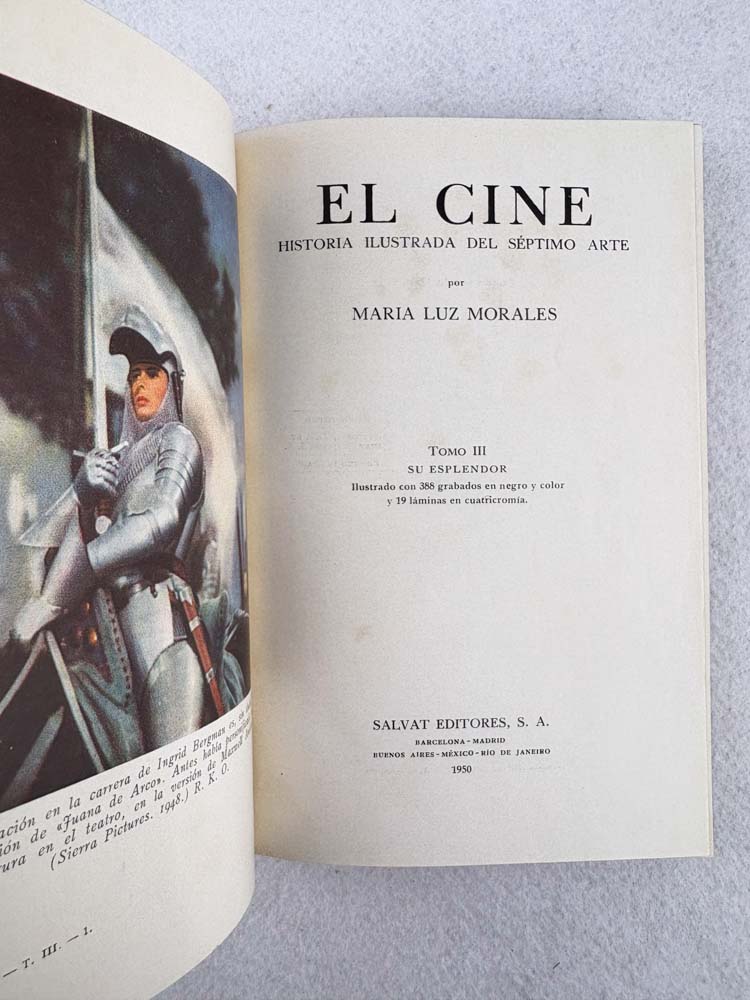 ación en la carrera de Ingrid Bergman es, sin
ión de «Juana de Arco». Antes había
ura en el teatro, en la versión de Maxwell
(Sierra Pictures. 1948.) R. K. O.
— T. III. — 1.
EL CINE
HISTORIA ILUSTRADA DEL SÉPTIMO ARTE
por
MARIA LUZ MORALES
TOMO III
SU ESPLENDOR
Ilustrado con 388 grabados en negro y color
y 19 láminas en cuatricromía.
SALVAT EDITORES, S. A.
BARCELONA-MADRID
BUENOS AIRES-MÉXICO-RÍO DE JANEIRO
1950